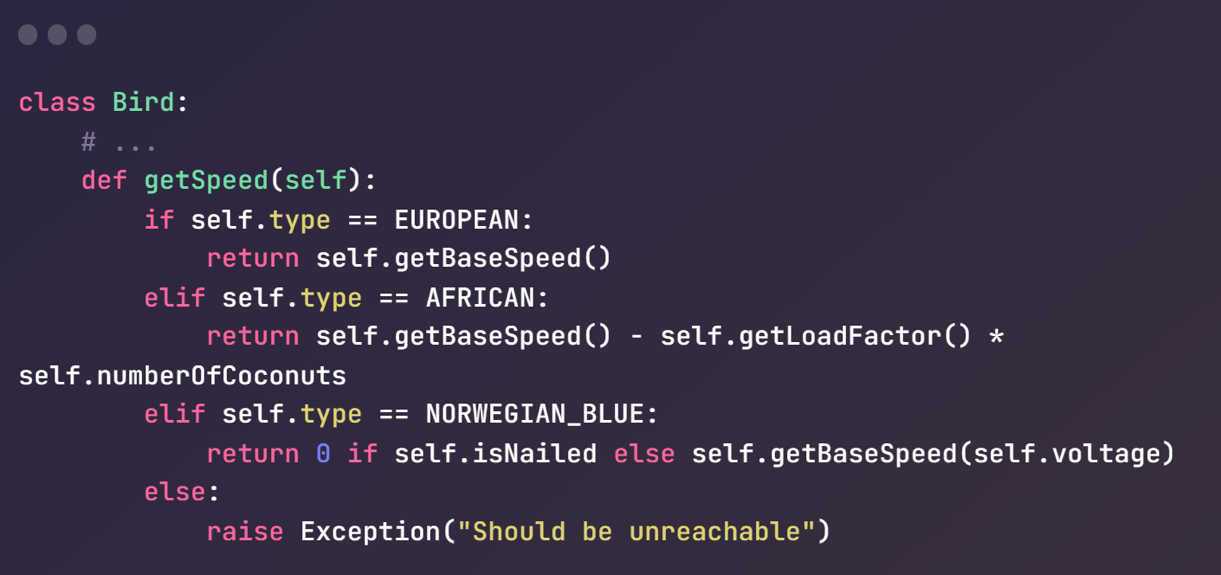 class Bird:
    # ...
    def getSpeed(self):
        if self.type == EUROPEAN:
            return self.getBaseSpeed()
        elif self.type == AFRICAN:
            return self.getBaseSpeed() - self.getLoadFactor() *
self.numberOfCoconuts
        elif self.type == NORWEGIAN_BLUE:
            return 0 if self.isNailed else self.getBaseSpeed(self.voltage)
        else:
            raise Exception("Should be unreachable")